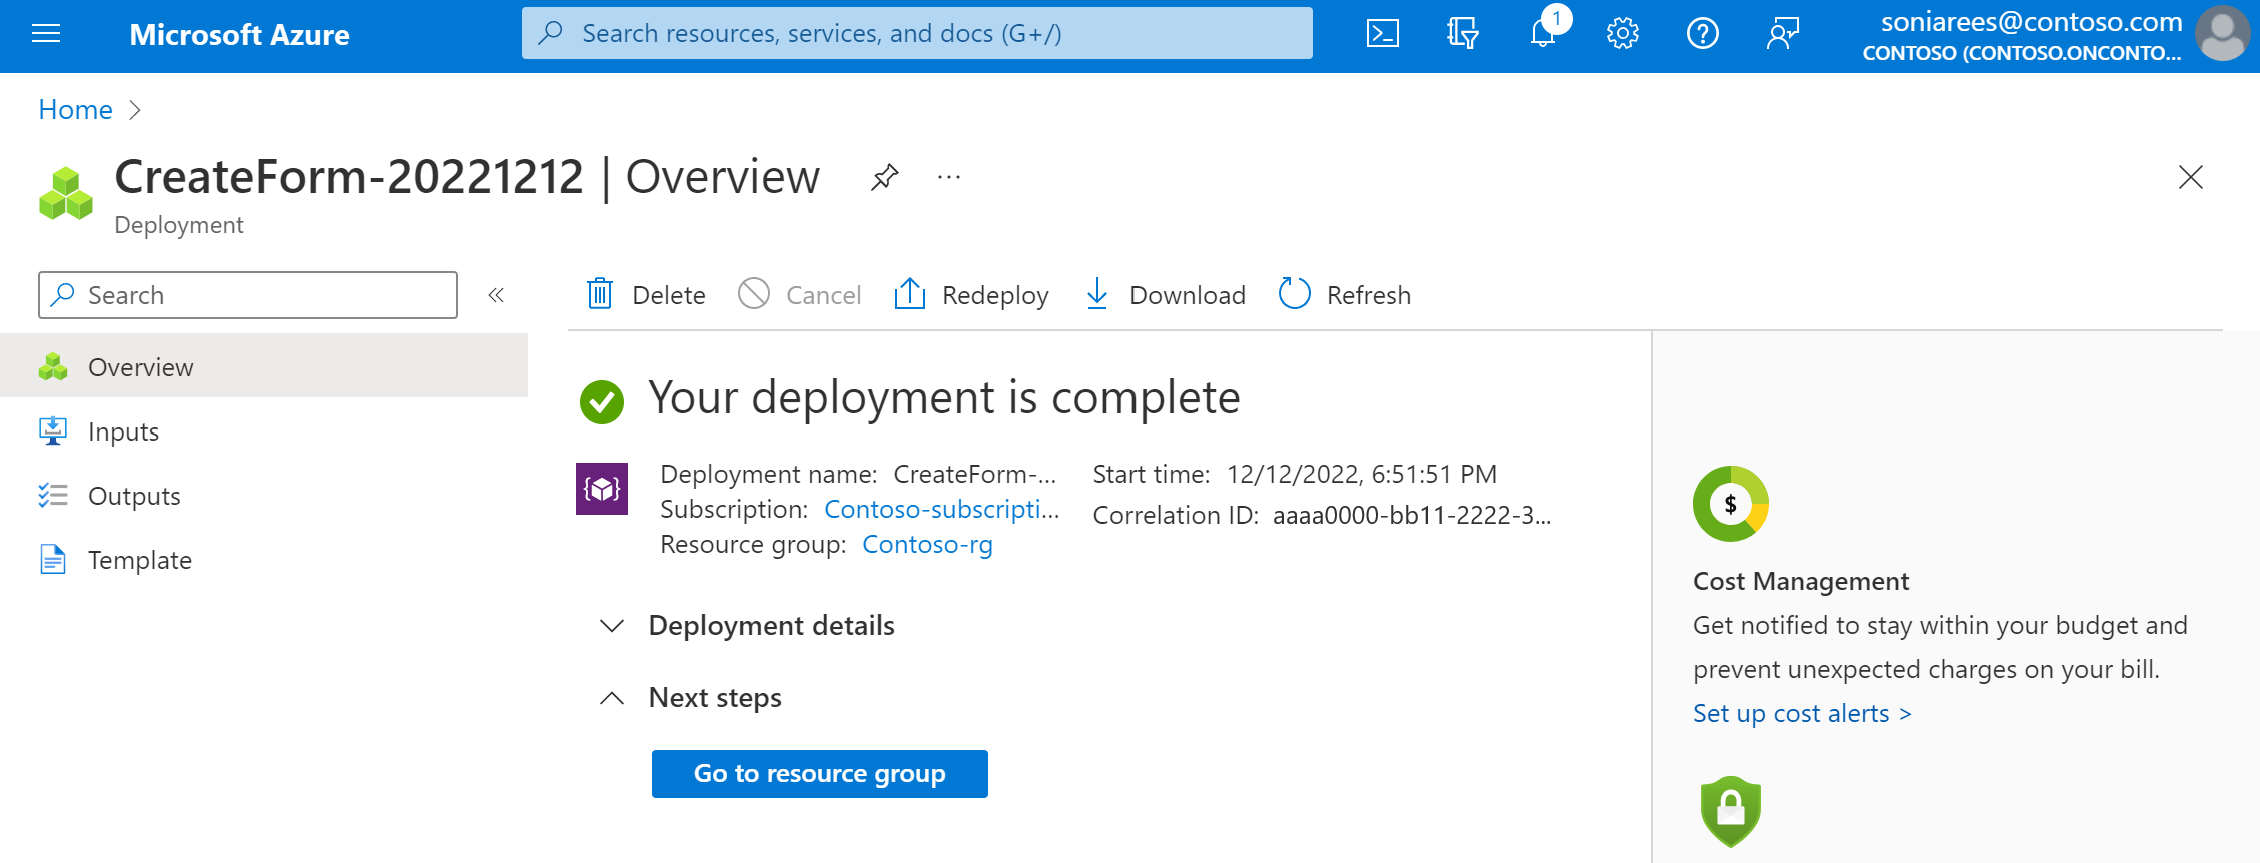 Microsoft Azure
Search resources, services, and docs (G+/)
1
soniarees@contoso.com
CONTOSO (CONTOSO.ONCONTO...
Home
CreateForm-20221212 | Overview
Deployment
Search
Delete
Cancel
Redeploy
Download
Refresh
Overview
Inputs
Outputs
Template
Your deployment is complete
Deployment name: CreateForm-...
Subscription: Contoso-subscripti...
Resource group: Contoso-rg
Start time: 12/12/2022, 6:51:51 PM
Correlation ID: aaaa0000-bb11-2222-3...
Deployment details
Next steps
Go to resource group
$
Cost Management
Get notified to stay within your budget and
prevent unexpected charges on your bill.
Set up cost alerts >